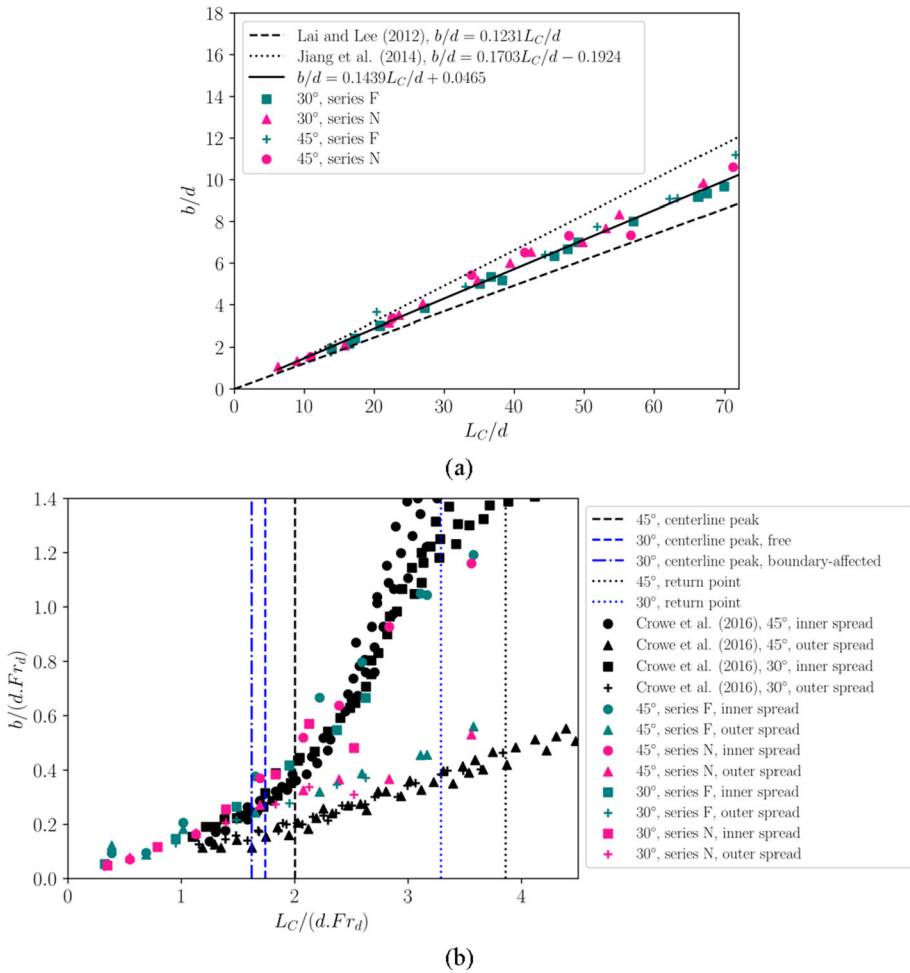 18
16
14
12
10
8
6
4
2
0
b/d
Lai and Lee (2012), b/d = 0.1231L_C/d
Jiang et al. (2014), b/d = 0.1703L_C/d − 0.1924
b/d = 0.1439L_C/d + 0.0465
30°, series F
30°, series N
45°, series F
45°, series N
0 10 20 30 40 50 60 70
L_C/d
(a)
1.4
1.2
1.0
0.8
0.6
0.4
0.2
0.0
b/(d.Fr_d)
0 1 2 3 4
L_C/(d.Fr_d)
45°, centerline peak
30°, centerline peak, free
30°, centerline peak, boundary-affected
45°, return point
30°, return point
Crowe et al. (2016), 45°, inner spread
Crowe et al. (2016), 45°, outer spread
Crowe et al. (2016), 30°, inner spread
Crowe et al. (2016), 30°, outer spread
45°, series F, inner spread
45°, series F, outer spread
45°, series N, inner spread
45°, series N, outer spread
30°, series F, inner spread
30°, series F, outer spread
30°, series N, inner spread
30°, series N, outer spread
(b)